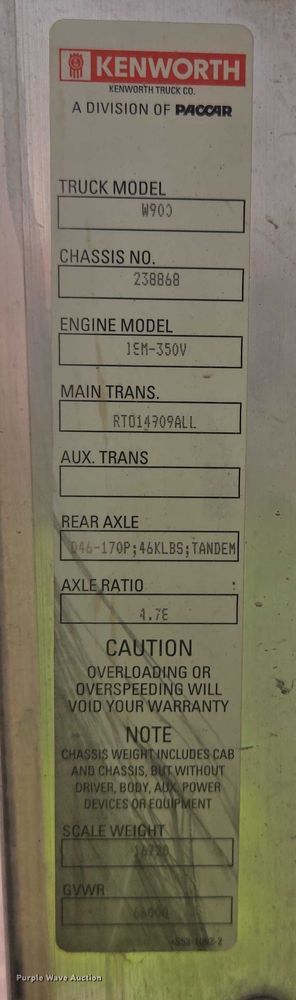 KENWORTH
KENWORTH TRUCK CO.
A DIVISION OF PACCAR
TRUCK MODEL
W900
CHASSIS NO.
238868
ENGINE MODEL
ISM-350V
MAIN TRANS.
RTO14909ALL
AUX. TRANS
REAR AXLE
D46-170P;46KLBS;TANDEM
AXLE RATIO
CAUTION
OVERLOADING OR
OVERSPEEDING WILL
VOID YOUR WARRANTY
NOTE
CHASSIS WEIGHT INCLUDES CAB
AND CHASSIS, BUT WITHOUT
DRIVER, BODY, AUX. POWER
DEVICES OR EQUIPMENT
SCALE WEIGHT
16720
GVWR
66000
Purple Wave Auction